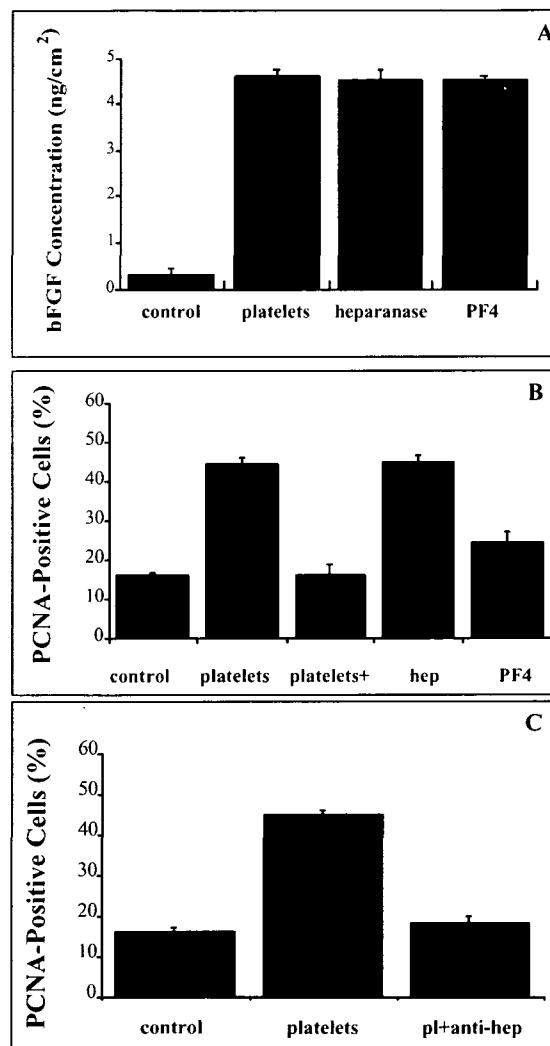 A
bFGF Concentration (ng/cm²)
5
4
4
2
1
0
control platelets heparanase PF4
B
PCNA-Positive Cells (%)
60
50
40
30
20
10
0
control platelets platelets+ hep PF4
C
PCNA-Positive Cells (%)
60
50
40
30
20
10
0
control platelets pl+anti-hep